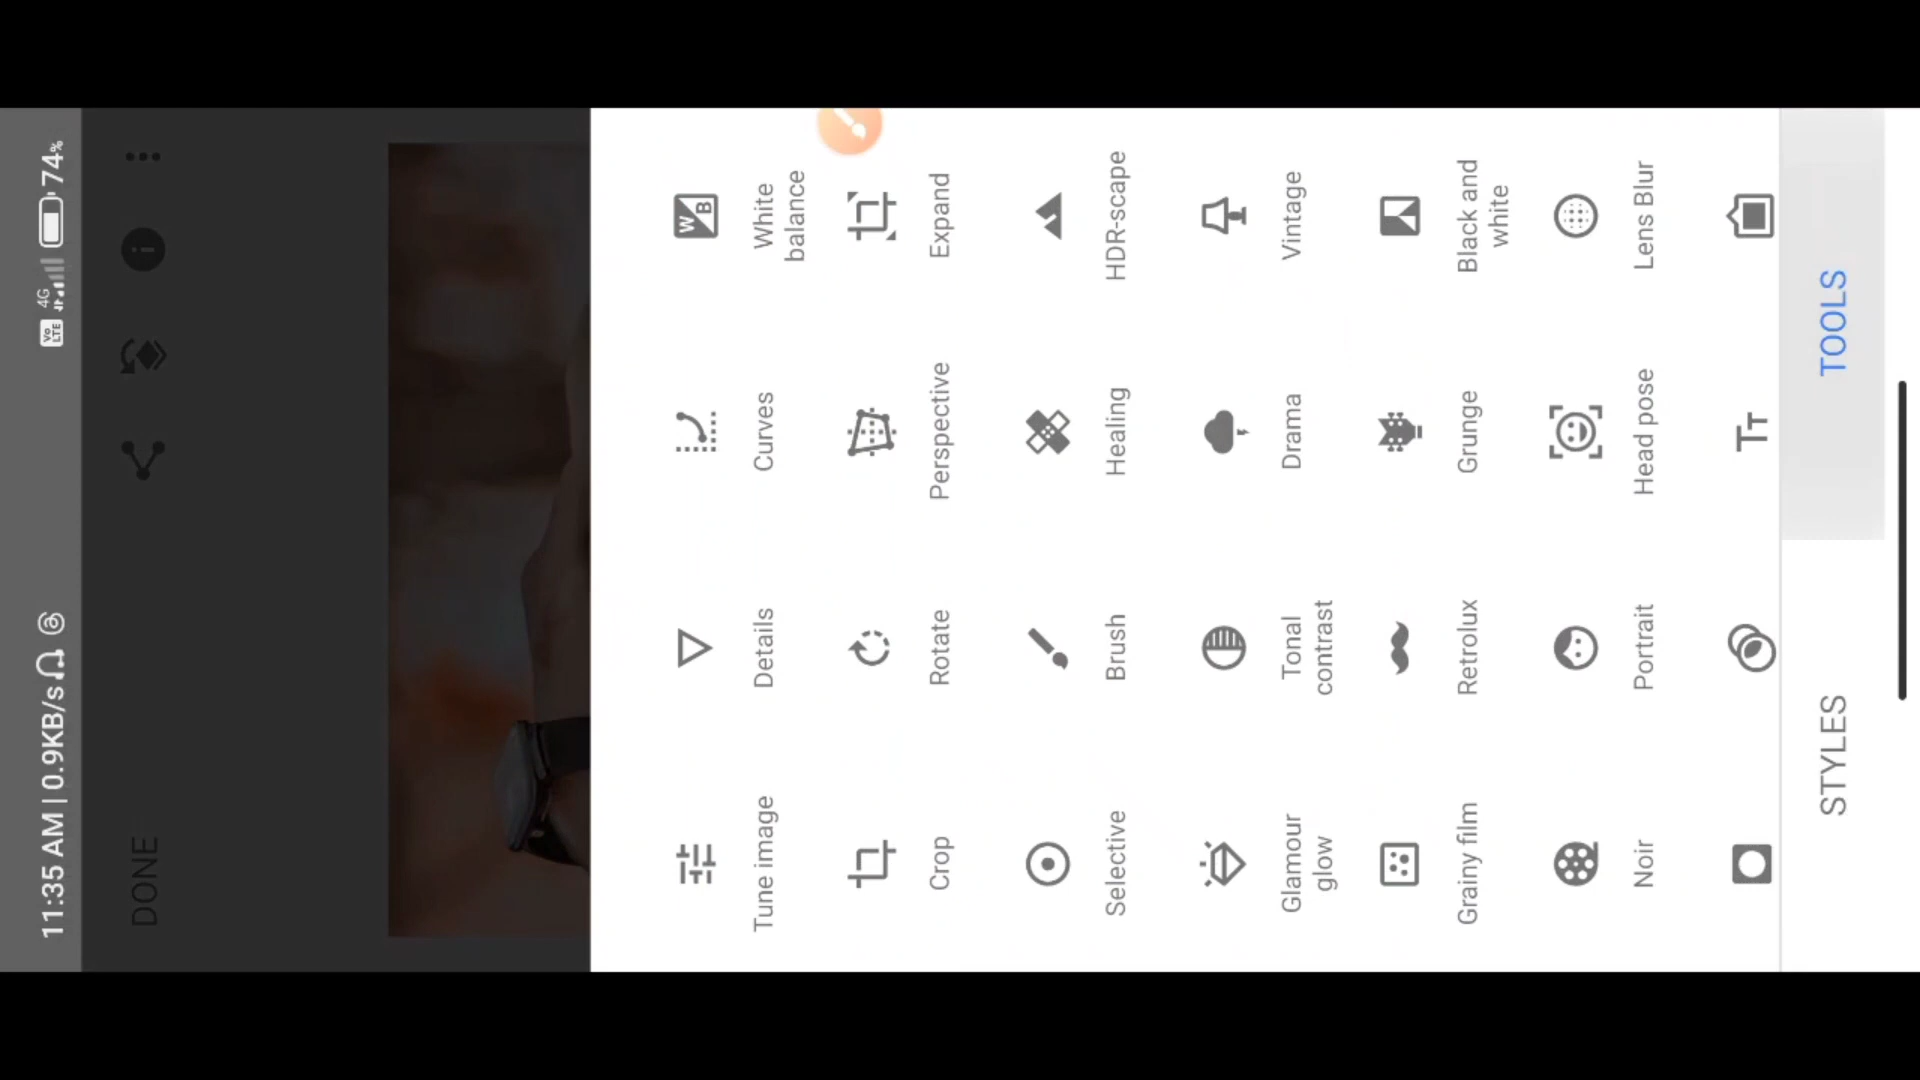 11:35 AM | 0.9KB/s
Vo LTE 4G 74%
DONE
Tune image
Details
Curves
White
balance
Crop
Rotate
Perspective
Expand
Selective
Brush
Healing
HDR-scape
Glamour
glow
Tonal
contrast
Drama
Vintage
Grainy film
Retrolux
Grunge
Black and
white
Noir
Portrait
Head pose
Lens Blur
STYLES
TOOLS